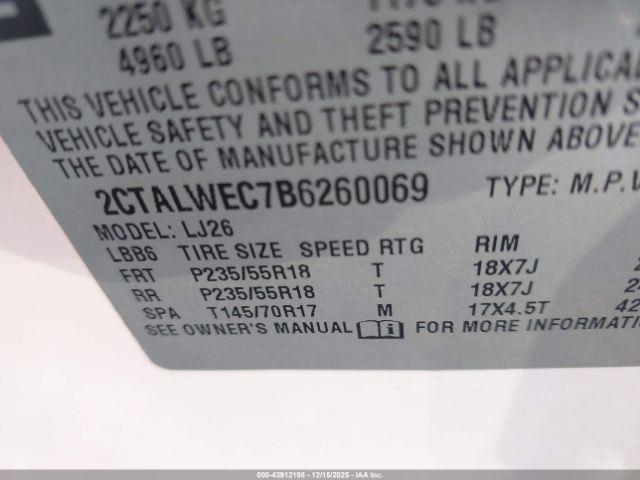 2250 KG
4960 LB 2590 LB
THIS VEHICLE CONFORMS TO ALL
VEHICLE SAFETY AND THEFT PREVENTION
THE DATE OF MANUFACTURE SHOWN ABOVE
2CTALWEC7B6260069 TYPE: M.P.V
MODEL: LJ26
LBB6 TIRE SIZE SPEED RTG RIM
FRT P235/55R18 T 18X7J
RR P235/55R18 T 18X7J
SPA T145/70R17 M 17X4.5T 42
SEE OWNER'S MANUAL FOR MORE
000-43912198 - 12/15/2025 - IAA, Inc.